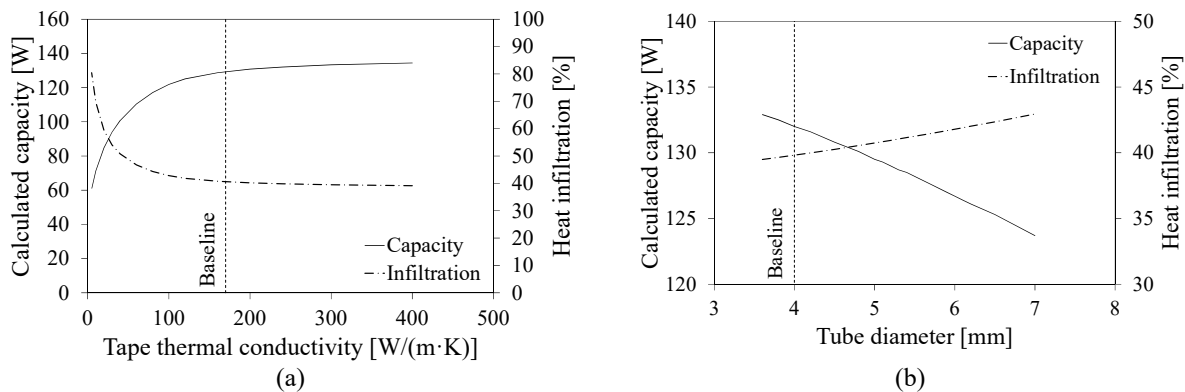 Calculated capacity [W]
160
140
120
100
80
60
40
20
0
Baseline
Capacity
Infiltration
100
90
80
70
60
50
40
30
20
10
0
Heat infiltration [%]
0 100 200 300 400 500
Tape thermal conductivity [W/(m·K)]
(a)
Calculated capacity [W]
140
135
130
125
120
Baseline
Capacity
Infiltration
50
45
40
35
30
Heat infiltration [%]
3 4 5 6 7 8
Tube diameter [mm]
(b)